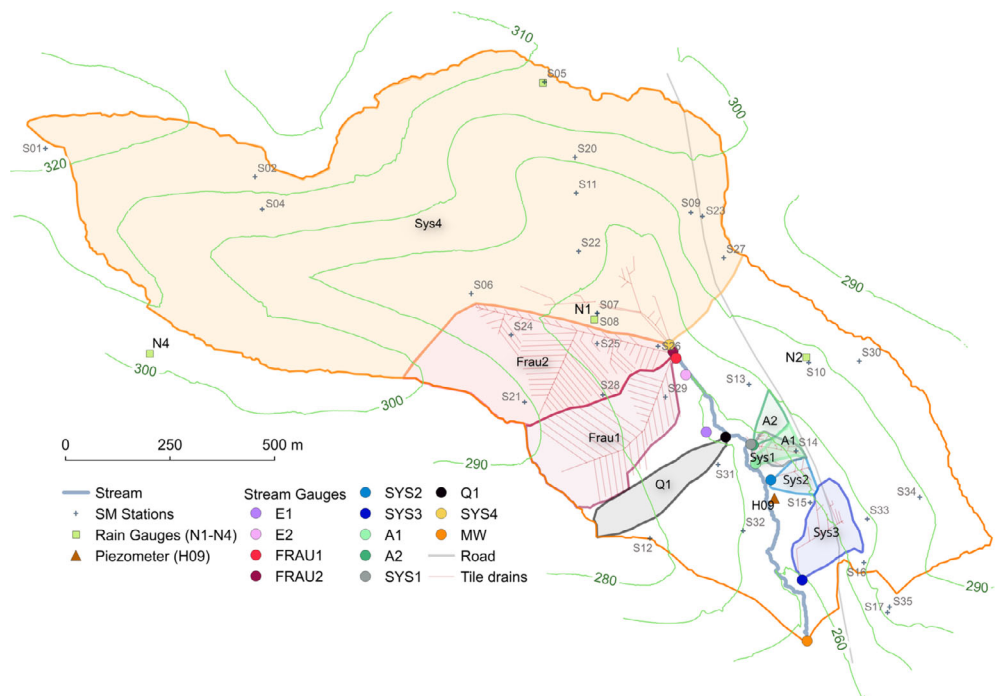 310
S05
300
S01
320
S02
S20
S11
S04
S09
S23
Sys4
S22
S27
290
S06
N1
S07
S08
S24
S25
S26
N4
300
Frau2
N2
S10
S30
S13
S28
S29
S21
300
A2
Frau1
A1
S14
Sys1
290
S31
Q1
Sys2
H09
S15
S34
S33
S32
Sys3
S12
S16
280
290
S17
S35
260
0 250 500 m
Stream
SM Stations
Rain Gauges (N1-N4)
Piezometer (H09)
Stream Gauges
E1
E2
FRAU1
FRAU2
SYS2
SYS3
A1
A2
SYS1
Q1
SYS4
MW
Road
Tile drains